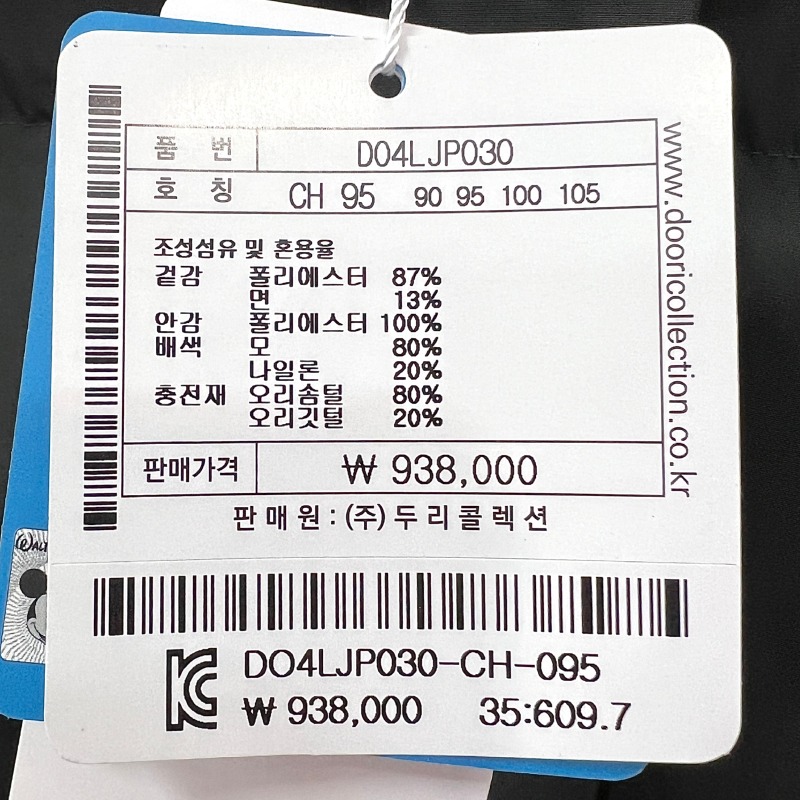 품 번 D04LJP030
호 칭 CH 95 90 95 100 105
조성섬유 및 혼용율
겉감 폴리에스터 87%
면 13%
안감 폴리에스터 100%
배색 모 80%
나일론 20%
충전재 오리솜털 80%
오리깃털 20%
판매가격 ₩ 938,000
판 매 원 : (주) 두 리 콜 렉 션
www.dooricollection.co.kr
DO4LJP030-CH-095
₩ 938,000 35:609.7
WALT